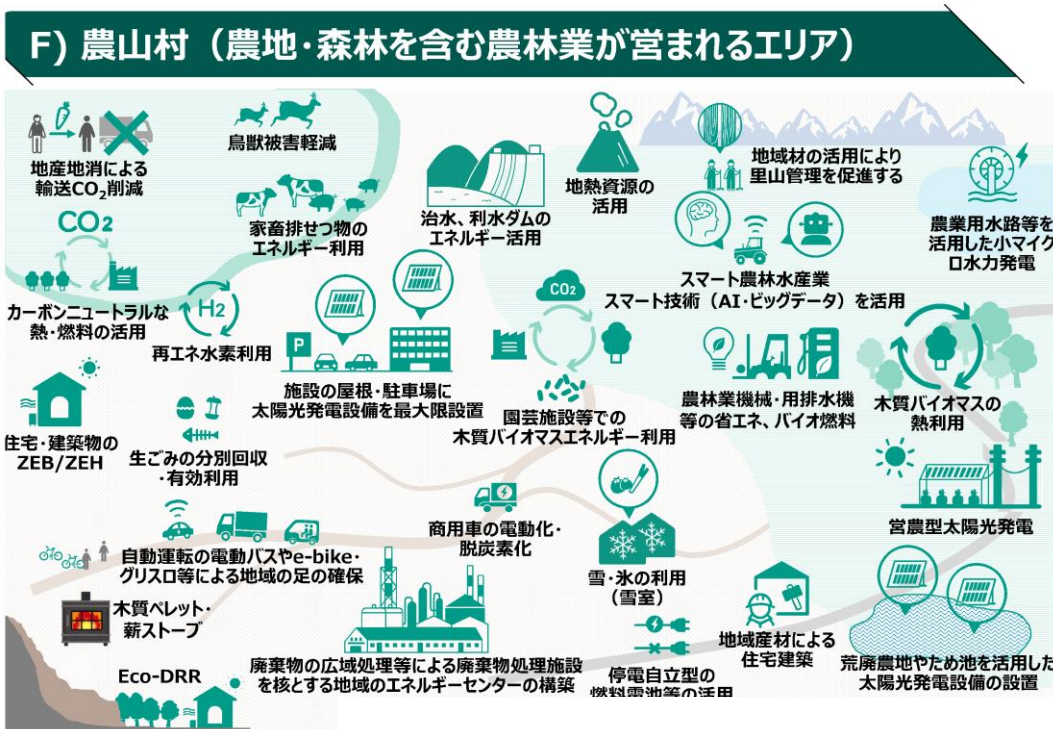 F) 農山村（農地・森林を含む農林業が営まれるエリア）
地産地消による
輸送CO2削減
鳥獣被害軽減
家畜排せつ物の
エネルギー利用
治水、利水ダムの
エネルギー活用
地熱資源の
活用
地域材の活用により
里山管理を促進する
農業用水路等を
活用した小マイク
ロ水力発電
CO2
カーボンニュートラルな
熱・燃料の活用
H2
再エネ水素利用
P
施設の屋根・駐車場に
太陽光発電設備を最大限設置
CO2
園芸施設等での
木質バイオマスエネルギー利用
スマート農林水産業
スマート技術（AI・ビッグデータ）を活用
農林業機械・用排水機
等の省エネ、バイオ燃料
木質バイオマスの
熱利用
住宅・建築物の
ZEB/ZEH
生ごみの分別回収
・有効利用
営農型太陽光発電
自動運転の電動バスやe-bike・
グリスロ等による地域の足の確保
商用車の電動化・
脱炭素化
雪・氷の利用
（雪室）
木質ペレット・
薪ストーブ
廃棄物の広域処理等による廃棄物処理施設
を核とする地域のエネルギーセンターの構築
停電自立型の
燃料電池等の活用
地域産材による
住宅建築
荒廃農地やため池を活用した
太陽光発電設備の設置
Eco-DRR